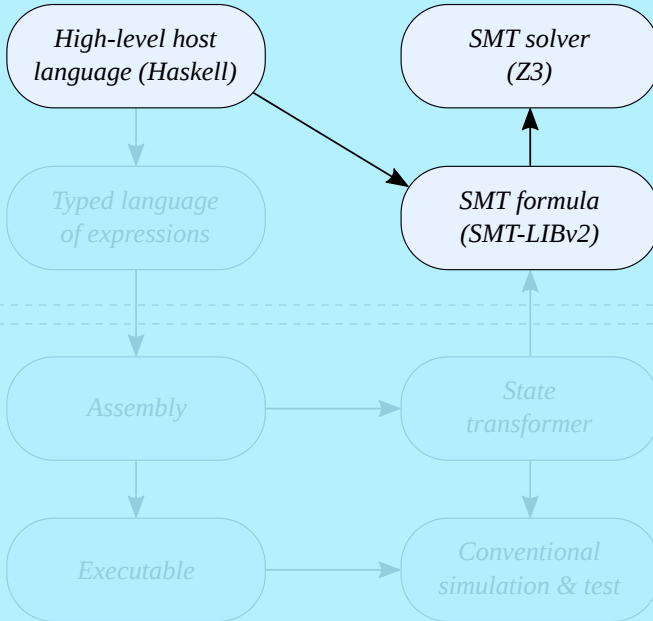 High-level host
language (Haskell)
SMT solver
(Z3)
Typed language
of expressions
SMT formula
(SMT-LIBv2)
Assembly
State
transformer
Executable
Conventional
simulation & test